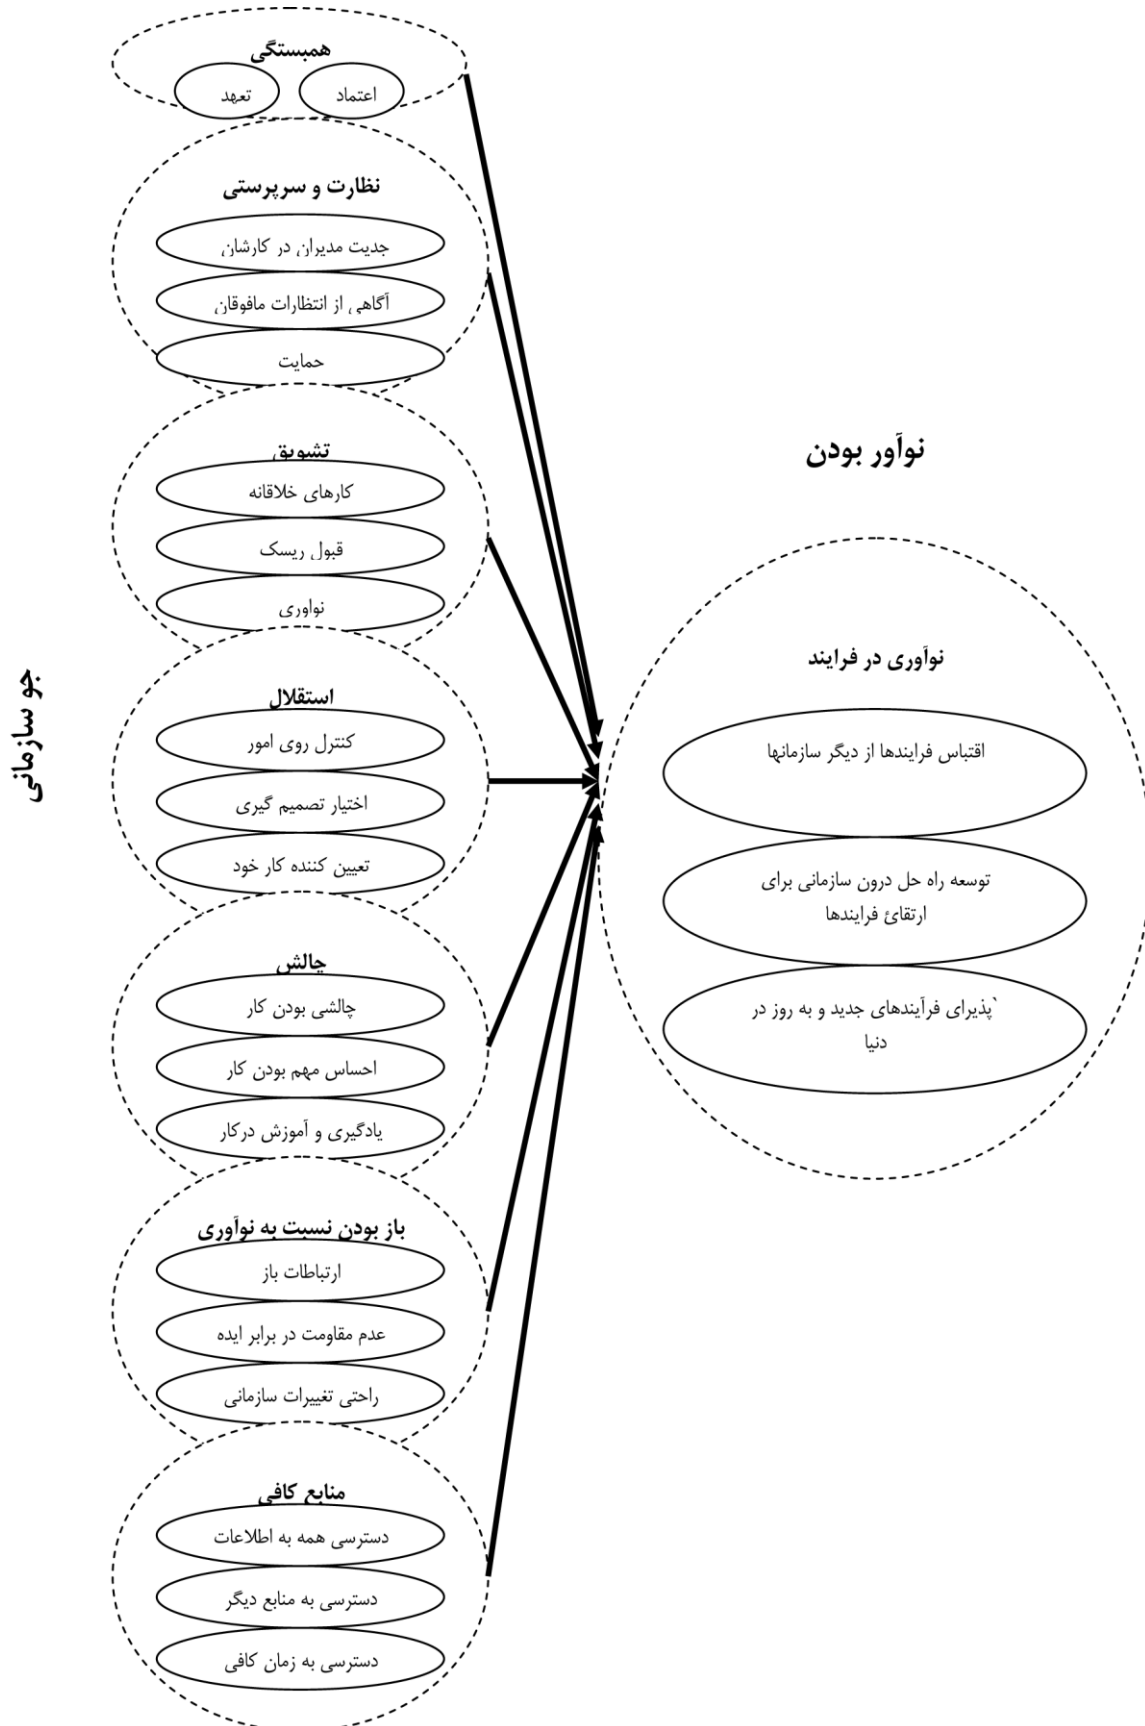 همبستگی
اعتماد
تعهد
نظارت و سرپرستی
جدیت مدیران در کارشان
آگاهی از انتظارات مافوقان
حمایت
تشویق
کارهای خلاقانه
قبول ریسک
نواوری
استقلال
کنترل روی امور
اختیار تصمیم گیری
تعیین کننده کار خود
چالش
چالشی بودن کار
احساس مهم بودن کار
یادگیری و آموزش درکار
باز بودن نسبت به نوآوری
ارتباطات باز
عدم مقاومت در برابر ایده
راحتی تغییرات سازمانی
منابع کافی
دسترسی همه به اطلاعات
دسترسی به منابع دیگر
دسترسی به زمان کافی
جو سازمانی
نوآور بودن
نوآوری در فرایند
اقتباس فرایندها از دیگر سازمانها
توسعه راه حل درون سازمانی برای
ارتقائ فرایندها
`پذیرای فرآیندهای جدید و به روز در
دنیا